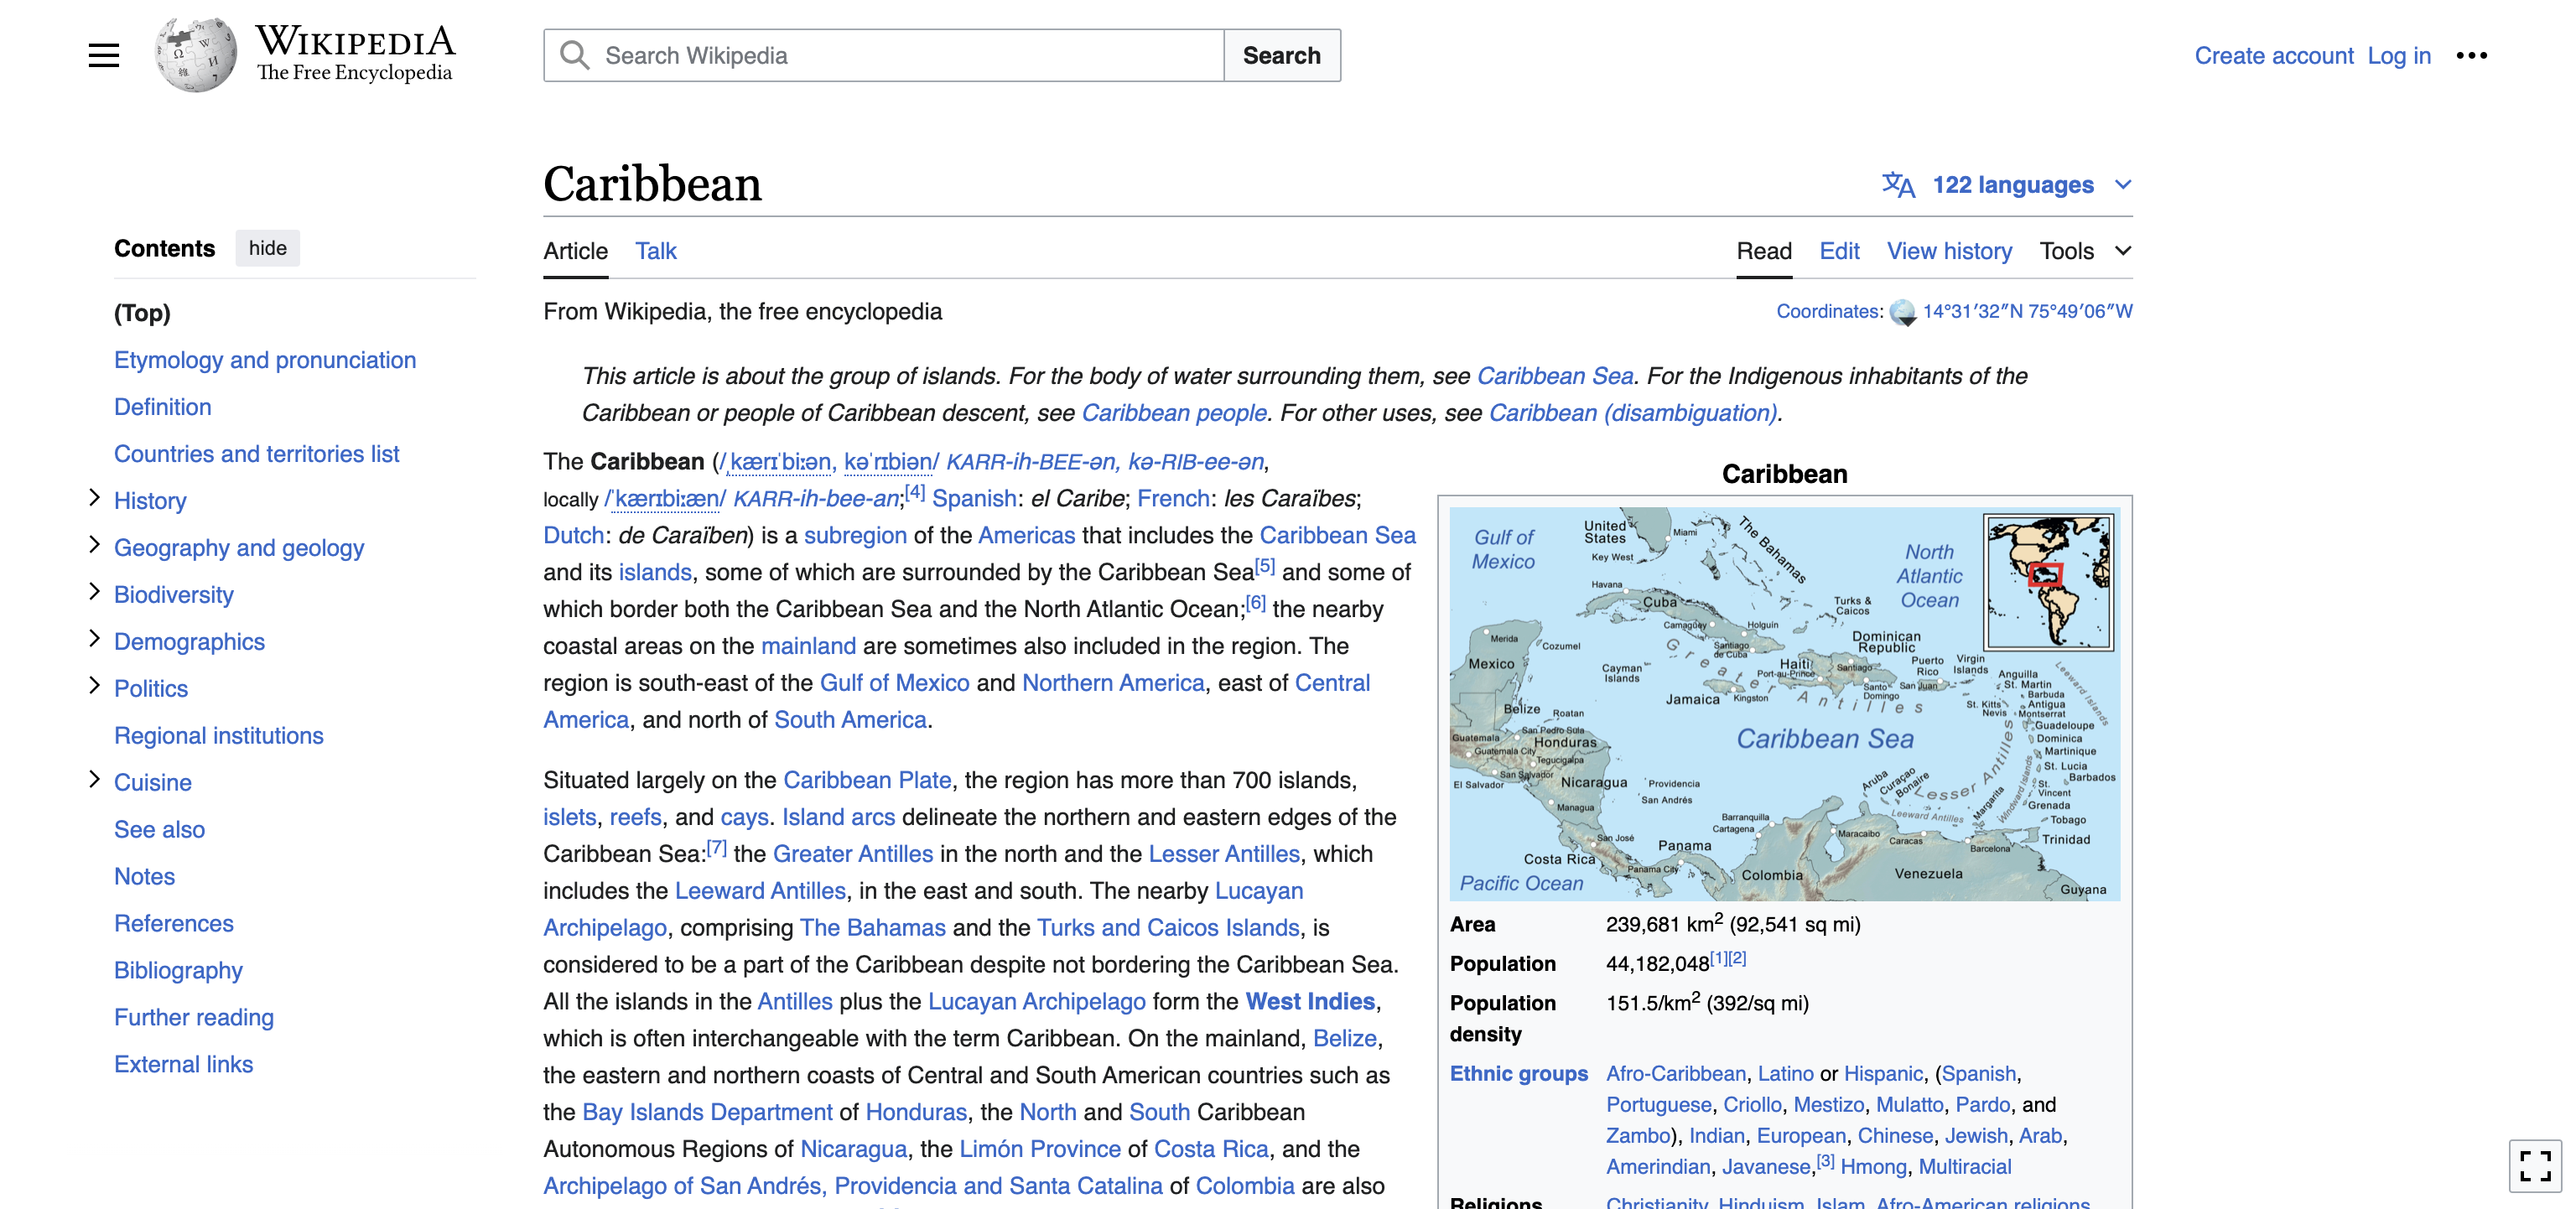 WIKIPEDIA
The Free Encyclopedia
Search Wikipedia
Search
Create account Log in
Caribbean
122 languages
Contents hide
(Top)
Etymology and pronunciation
Definition
Countries and territories list
History
Geography and geology
Biodiversity
Demographics
Politics
Regional institutions
Cuisine
See also
Notes
References
Bibliography
Further reading
External links
Article Talk
Read Edit View history Tools
From Wikipedia, the free encyclopedia
Coordinates: 14°31′32″N 75°49′06″W
This article is about the group of islands. For the body of water surrounding them, see Caribbean Sea. For the Indigenous inhabitants of the
Caribbean or people of Caribbean descent, see Caribbean people. For other uses, see Caribbean (disambiguation).
The Caribbean (/ˌkærɪˈbiːən, kəˈrɪbiən/ KARR-ih-BEE-ən, kə-RIB-ee-ən,
locally /ˈkærɪbiːæn/ KARR-ih-bee-an;[4] Spanish: el Caribe; French: les Caraïbes;
Dutch: de Caraïben) is a subregion of the Americas that includes the Caribbean Sea
and its islands, some of which are surrounded by the Caribbean Sea[5] and some of
which border both the Caribbean Sea and the North Atlantic Ocean;[6] the nearby
coastal areas on the mainland are sometimes also included in the region. The
region is south-east of the Gulf of Mexico and Northern America, east of Central
America, and north of South America.
Situated largely on the Caribbean Plate, the region has more than 700 islands,
islets, reefs, and cays. Island arcs delineate the northern and eastern edges of the
Caribbean Sea:[7] the Greater Antilles in the north and the Lesser Antilles, which
includes the Leeward Antilles, in the east and south. The nearby Lucayan
Archipelago, comprising The Bahamas and the Turks and Caicos Islands, is
considered to be a part of the Caribbean despite not bordering the Caribbean Sea.
All the islands in the Antilles plus the Lucayan Archipelago form the West Indies,
which is often interchangeable with the term Caribbean. On the mainland, Belize,
the eastern and northern coasts of Central and South American countries such as
the Bay Islands Department of Honduras, the North and South Caribbean
Autonomous Regions of Nicaragua, the Limón Province of Costa Rica, and the
Archipelago of San Andrés, Providencia and Santa Catalina of Colombia are also
Caribbean
Gulf of
Mexico
United
States
Miami
Key West
The Bahamas
North
Atlantic
Ocean
Havana
Cuba
Turks &
Caicos
Camagüey
Holguin
Santiago
de Cuba
Merida
Cozumel
Mexico
Cayman
Islands
Greater Antilles
Haiti
Port-au-Prince
Dominican
Republic
Santiago
Santo
Domingo
Puerto
Rico
San Juan
Virgin
Islands
Anguilla
St. Martin
Barbuda
Antigua
St. Kitts
Nevis
Montserrat
Guadeloupe
Dominica
Martinique
St. Lucia
Barbados
St.
Vincent
Grenada
Tobago
Trinidad
Leeward Islands
Windward Islands
Lesser Antilles
Jamaica
Kingston
Caribbean Sea
Belize
Roatan
San Pedro Sula
Guatemala
Guatemala City
Honduras
Tegucigalpa
San Salvador
El Salvador
Nicaragua
Managua
Providencia
San Andrés
Aruba
Curaçao
Bonaire
Margarita
Leeward Antilles
Barranquilla
Cartagena
Maracaibo
Caracas
Barcelona
San José
Costa Rica
Panama
Panama City
Pacific Ocean
Colombia
Venezuela
Guyana
Area 239,681 km2 (92,541 sq mi)
Population 44,182,048[1][2]
Population 151.5/km2 (392/sq mi)
density
Ethnic groups Afro-Caribbean, Latino or Hispanic, (Spanish,
Portuguese, Criollo, Mestizo, Mulatto, Pardo, and
Zambo), Indian, European, Chinese, Jewish, Arab,
Amerindian, Javanese,[3] Hmong, Multiracial
Religions Christianity, Hinduism, Islam, Afro-American religions